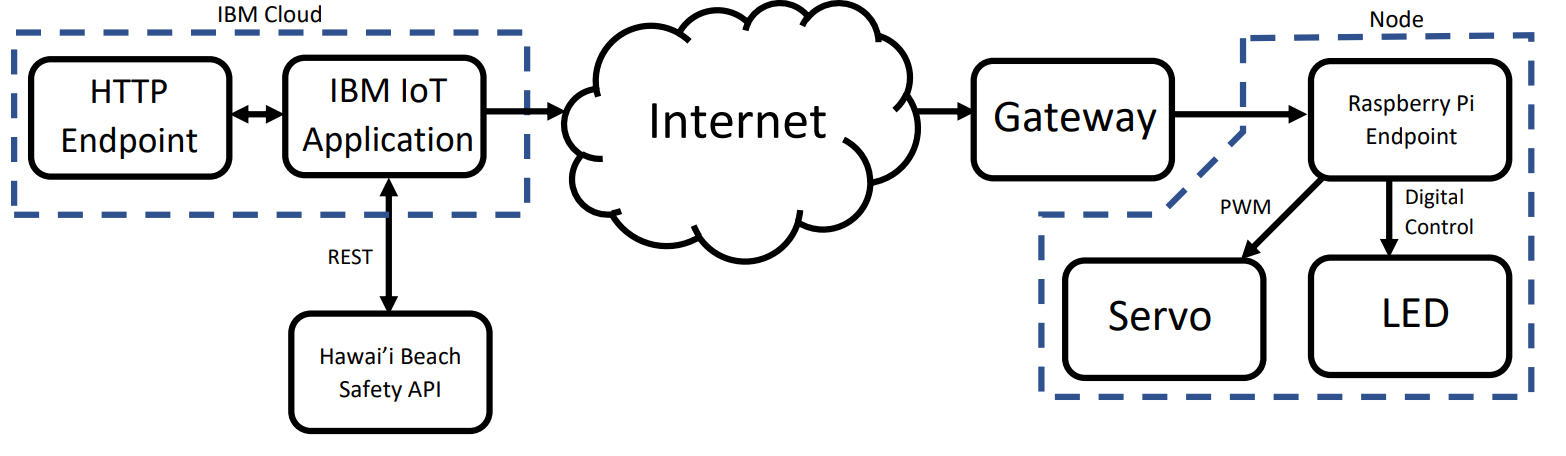 IBM Cloud
HTTP
Endpoint
IBM IoT
Application
REST
Hawai’i Beach
Safety API
Internet
Gateway
Node
Raspberry Pi
Endpoint
PWM
Digital
Control
Servo
LED